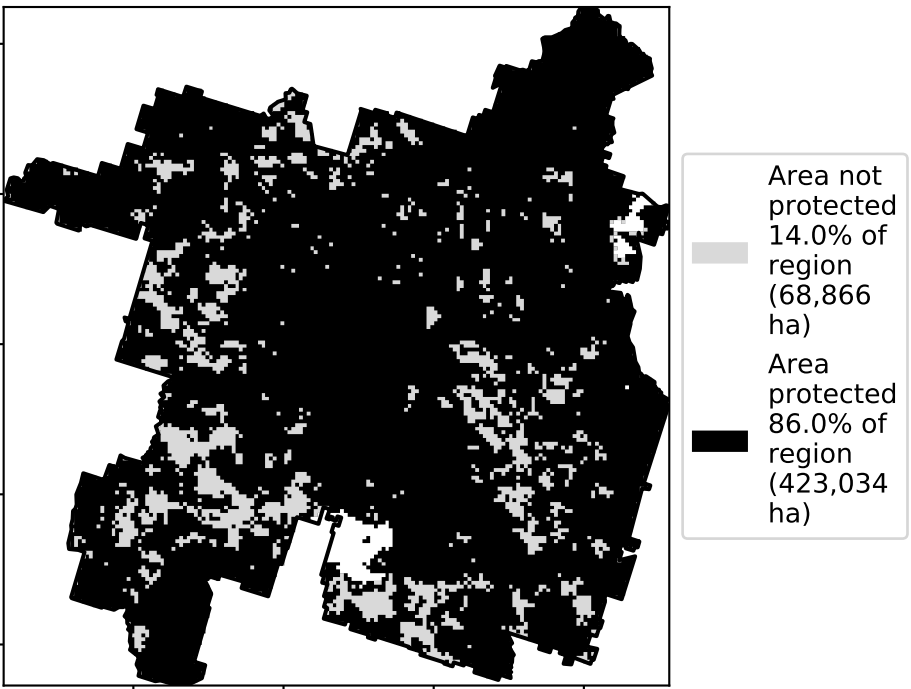 Area not
protected
14.0% of
region
(68,866
ha)
Area
protected
86.0% of
region
(423,034
ha)